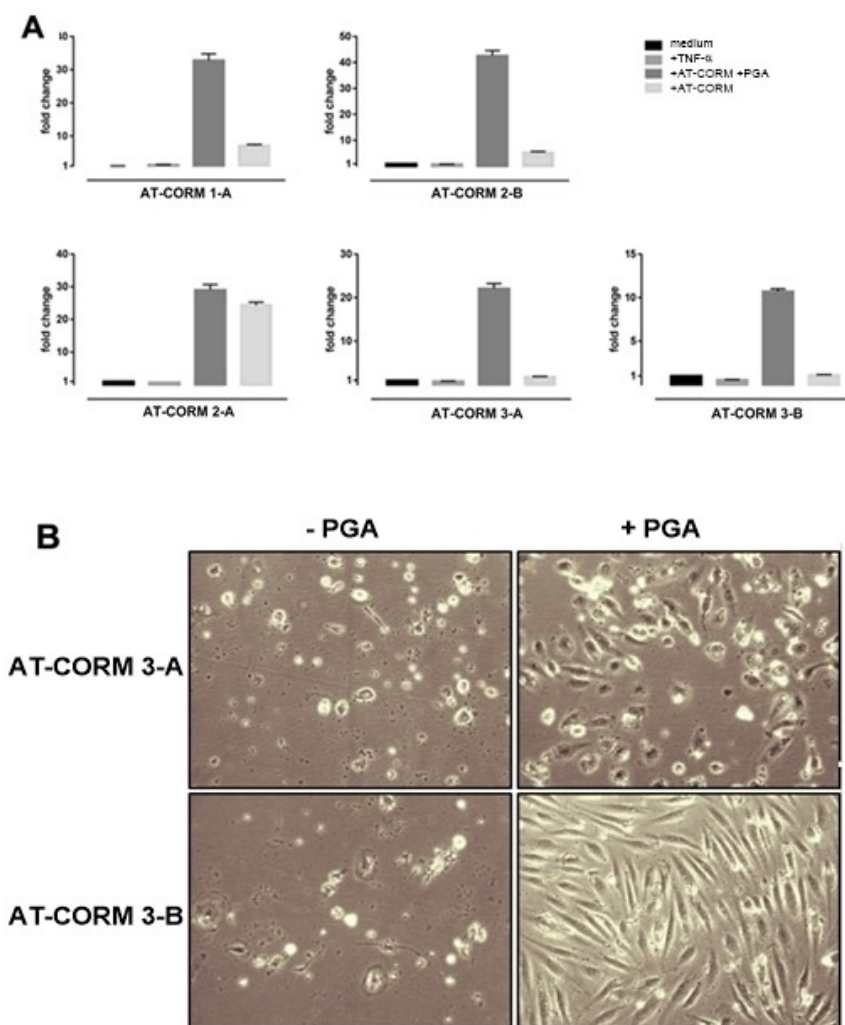 A
fold change
30
20
10
1
AT-CORM 1-A
fold change
50
40
30
20
10
1
AT-CORM 2-B
medium
+TNF-α
+AT-CORM +PGA
+AT-CORM
fold change
40
30
20
10
1
AT-CORM 2-A
fold change
30
20
10
1
AT-CORM 3-A
fold change
15
10
5
1
AT-CORM 3-B
B
- PGA
+ PGA
AT-CORM 3-A
AT-CORM 3-B